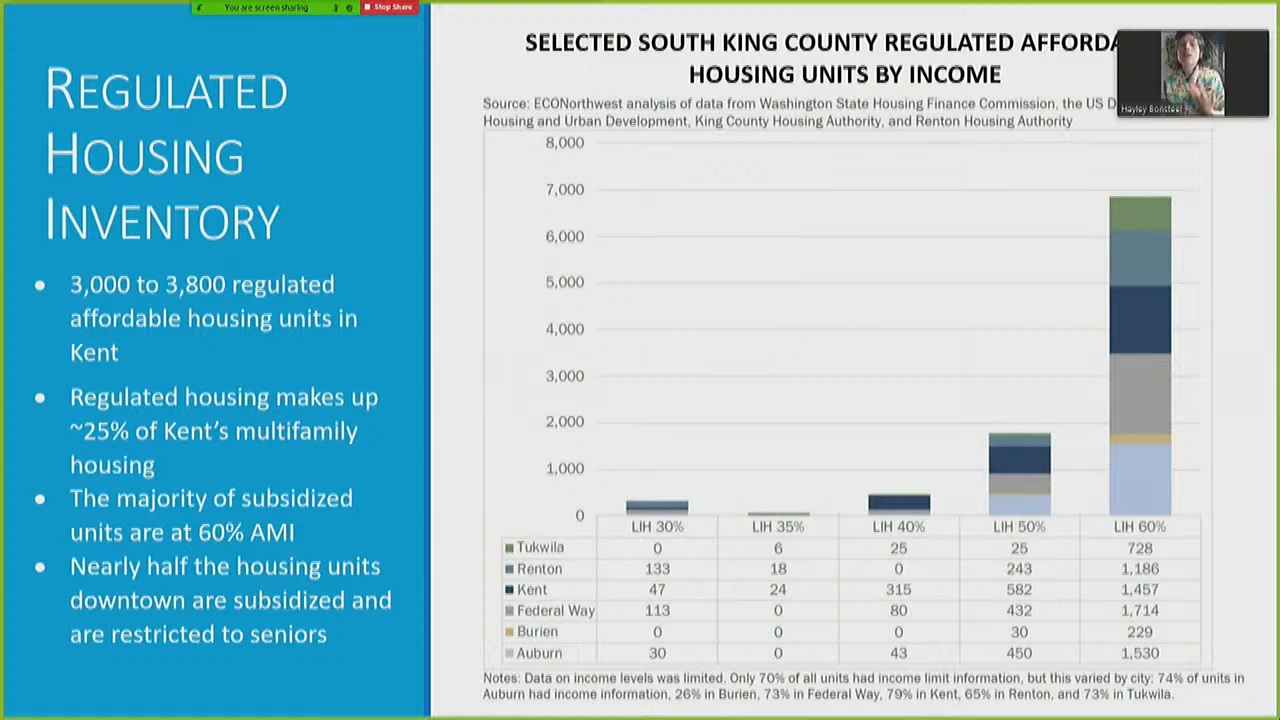 You are screen sharing
Stop Share
REGULATED
HOUSING
INVENTORY
• 3,000 to 3,800 regulated
affordable housing units in
Kent
• Regulated housing makes up
~25% of Kent's multifamily
housing
• The majority of subsidized
units are at 60% AMI
• Nearly half the housing units
downtown are subsidized and
are restricted to seniors
SELECTED SOUTH KING COUNTY REGULATED
HOUSING UNITS BY INCOME
Source: ECONorthwest analysis of data from Washington State Housing Finance Commission, the US
Housing and Urban Development, King County Housing Authority, and Renton Housing Authority
Hayley Bonsteel
8,000
7,000
6,000
5,000
4,000
3,000
2,000
1,000
0
LIH 30% LIH 35% LIH 40% LIH 50% LIH 60%
Tukwila 0 6 25 25 728
Renton 133 18 0 243 1,186
Kent 47 24 315 582 1,457
Federal Way 113 0 80 432 1,714
Burien 0 0 0 30 229
Auburn 30 0 43 450 1,530
Notes: Data on income levels was limited. Only 70% of all units had income limit information, but this varied by city: 74% of units in
Auburn had income information, 26% in Burien, 73% in Federal Way, 79% in Kent, 65% in Renton, and 73% in Tukwila.